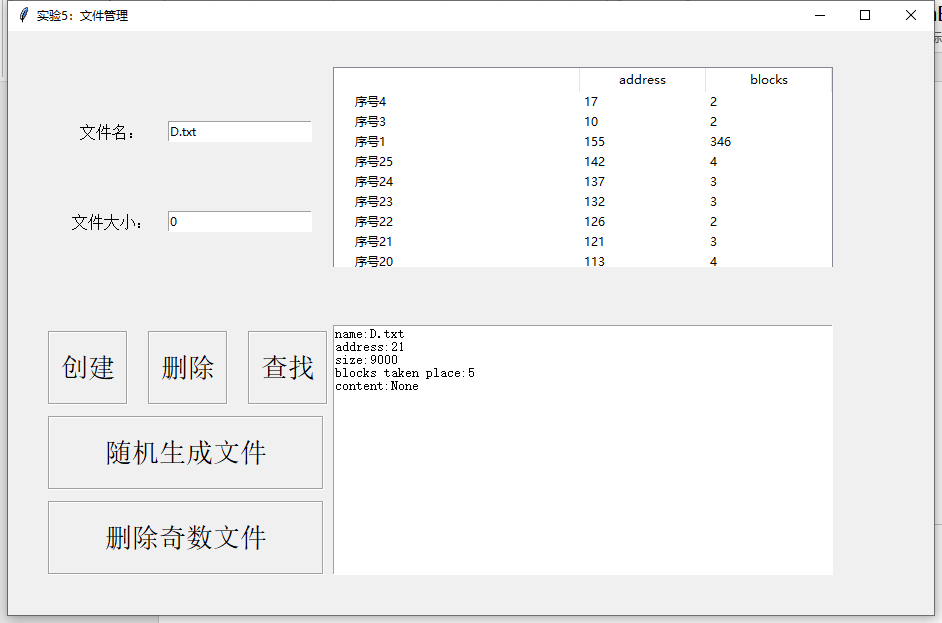 实验5：文件管理
文件名：
D.txt
文件大小：
0
address blocks
序号4 17 2
序号3 10 2
序号1 155 346
序号25 142 4
序号24 137 3
序号23 132 3
序号22 126 2
序号21 121 3
序号20 113 4
创建
删除
查找
随机生成文件
删除奇数文件
name:D.txt
address:21
size:9000
blocks taken place:5
content:None